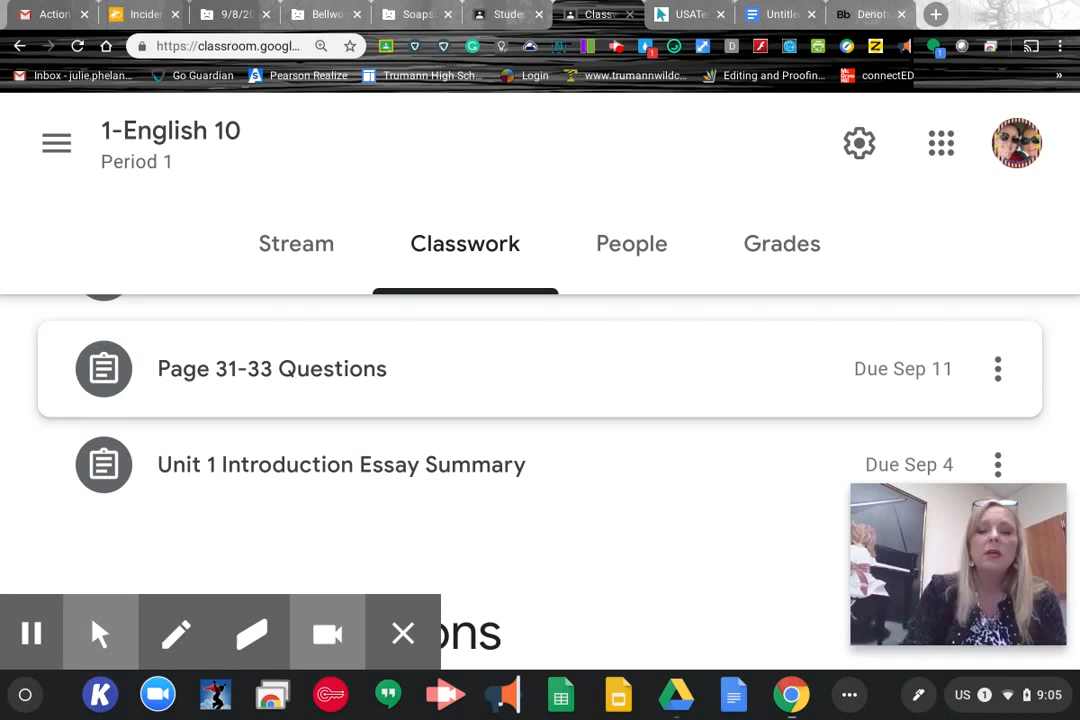 Action
Incide
9/8/2
Bellwo
Soaps
Studer
Class
USATe
Untitle
Bb Denot
https://classroom.googl...
Inbox - julie.phelan...
Go Guardian
Pearson Realize
Trumann High Sch...
Login
www.trumannwildc...
Editing and Proofin...
connectED
»
1-English 10
Period 1
Stream
Classwork
People
Grades
Page 31-33 Questions
Due Sep 11
Unit 1 Introduction Essay Summary
Due Sep 4
ons
US 1 9:05